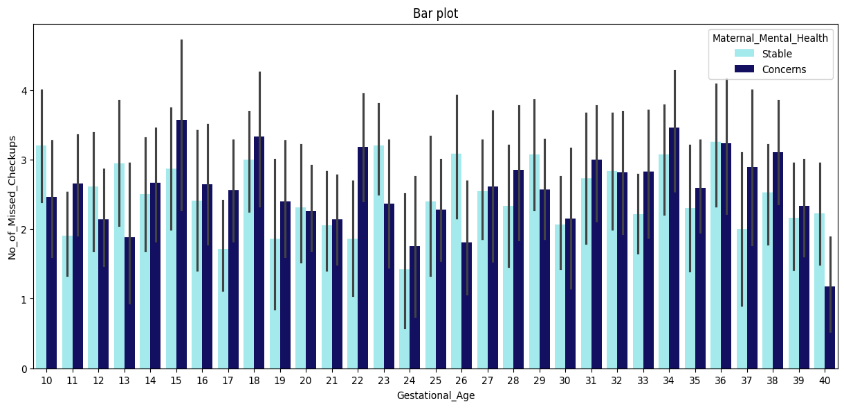 Bar plot
Maternal_Mental_Health
Stable
Concerns
No_of_Missed_Checkups
4
3
2
1
0
10 11 12 13 14 15 16 17 18 19 20 21 22 23 24 25 26 27 28 29 30 31 32 33 34 35 36 37 38 39 40
Gestational_Age